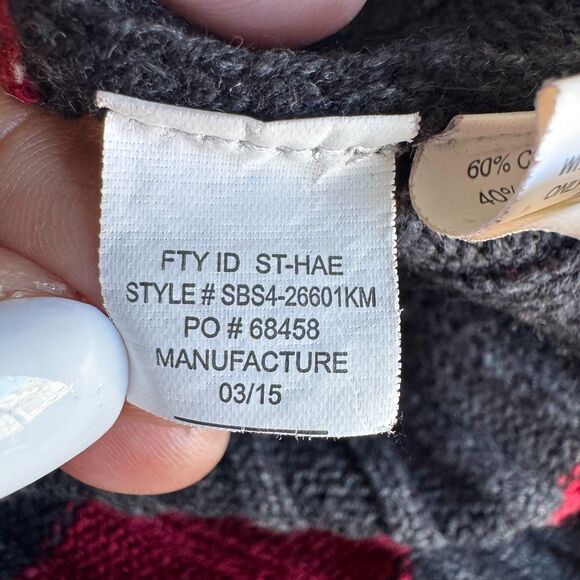 FTY ID ST-HAE
STYLE # SBS4-26601KM
PO # 68458
MANUFACTURE
03/15
60%
40%